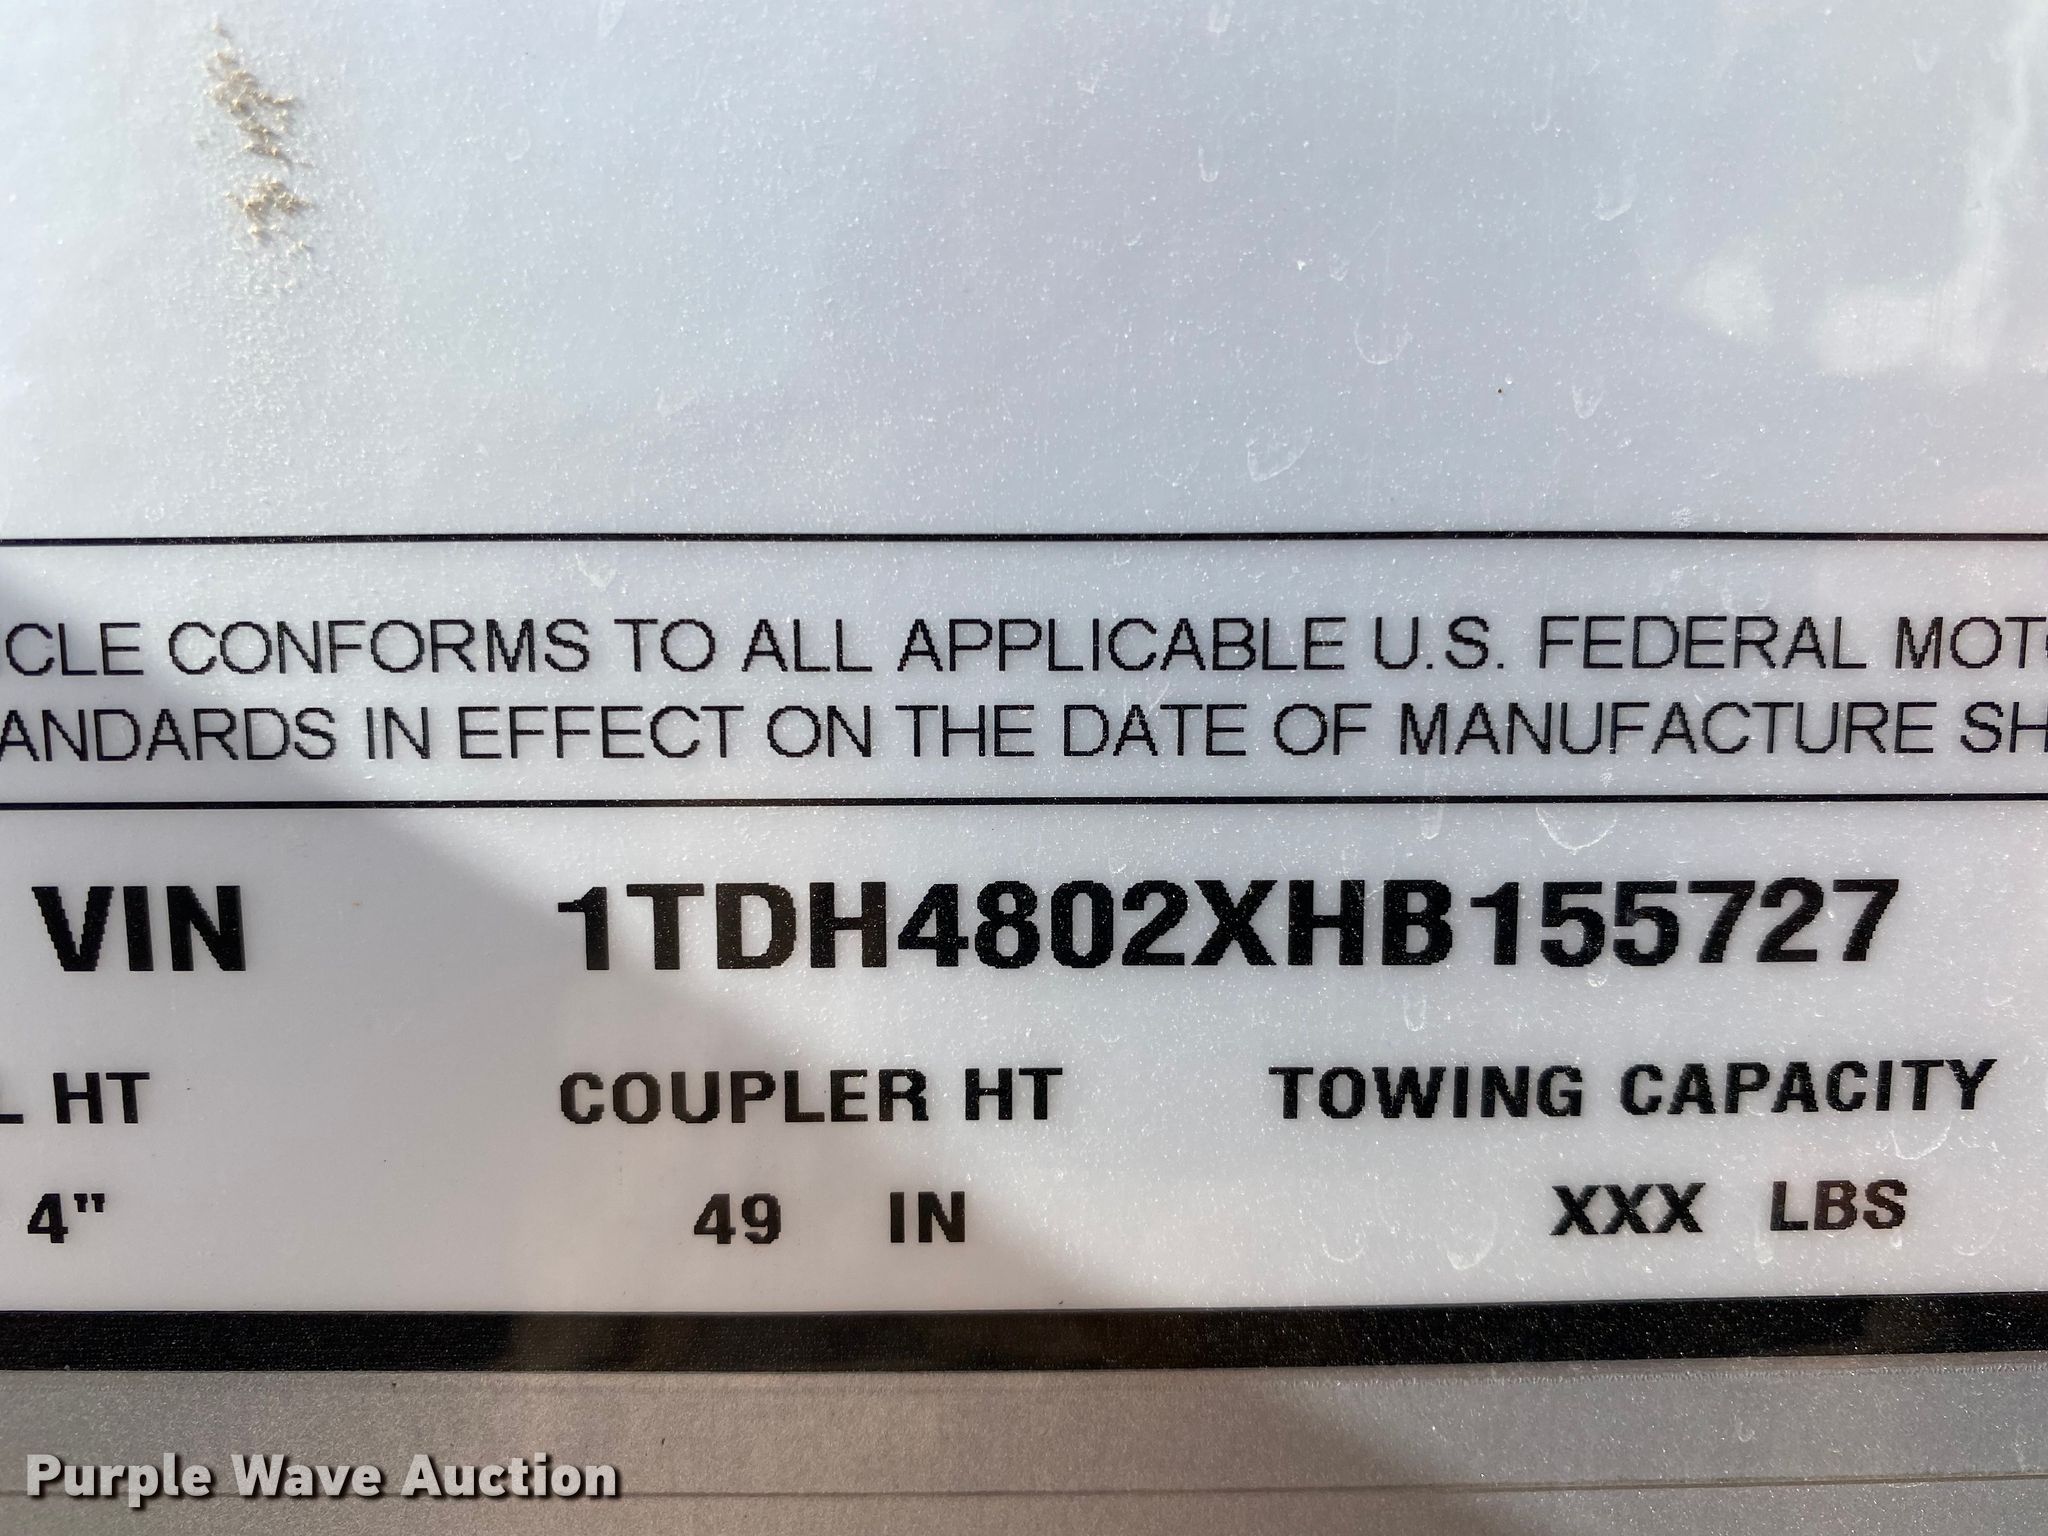 CLE CONFORMS TO ALL APPLICABLE U.S. FEDERAL MOTO
ANDARDS IN EFFECT ON THE DATE OF MANUFACTURE SH
VIN 1TDH4802XHB155727
L HT COUPLER HT TOWING CAPACITY
4" 49 IN XXX LBS
Purple Wave Auction